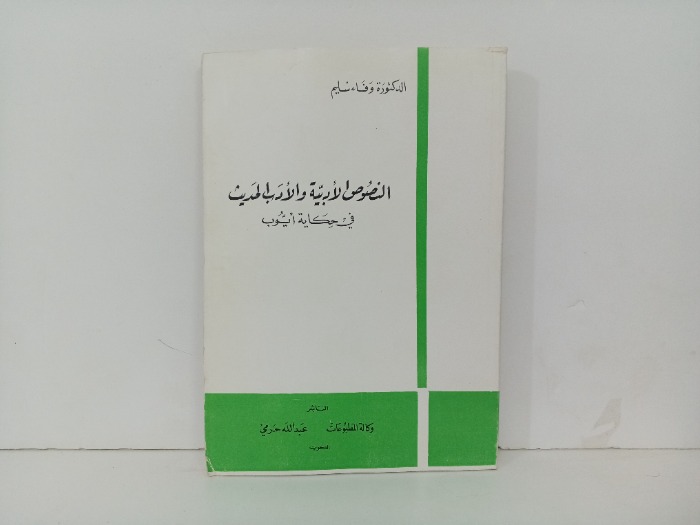 الدكتورة وفاء سليم
النصوص الأدبية والأدب الحديث
في حكاية أيوب
الناشر
وكالة المطبوعات عبدالله حرمي
الكويت